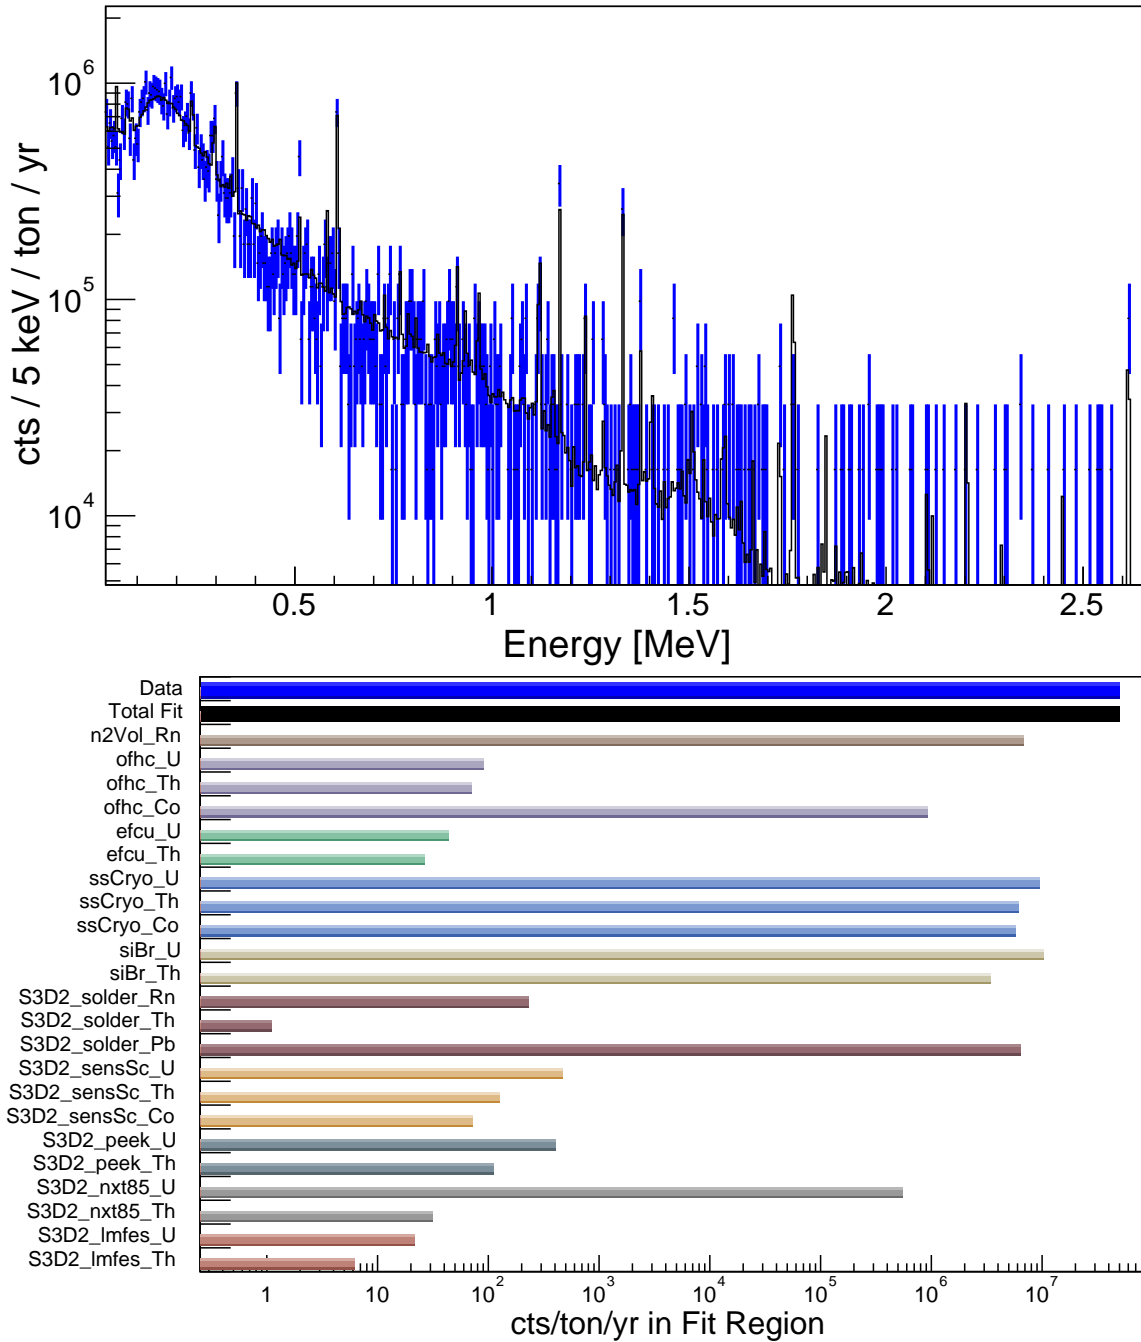 cts / 5 keV / ton / yr
10^6
10^5
10^4
0.5
1
1.5
2
2.5
Energy [MeV]
Data
Total Fit
n2Vol_Rn
ofhc_U
ofhc_Th
ofhc_Co
efcu_U
efcu_Th
ssCryo_U
ssCryo_Th
ssCryo_Co
siBr_U
siBr_Th
S3D2_solder_Rn
S3D2_solder_Th
S3D2_solder_Pb
S3D2_sensSc_U
S3D2_sensSc_Th
S3D2_sensSc_Co
S3D2_peek_U
S3D2_peek_Th
S3D2_nxt85_U
S3D2_nxt85_Th
S3D2_lmfes_U
S3D2_lmfes_Th
1
10
10^2
10^3
10^4
10^5
10^6
10^7
cts/ton/yr in Fit Region